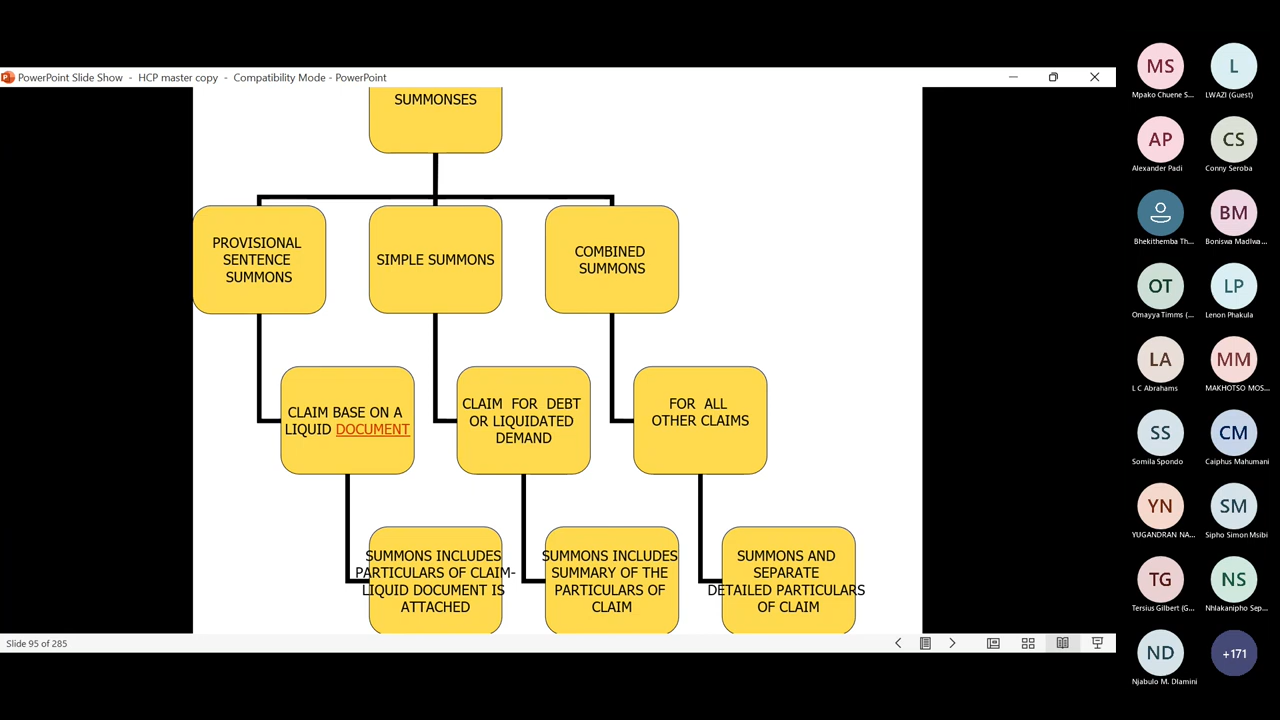 PowerPoint Slide Show - HCP master copy - Compatibility Mode - PowerPoint
SUMMONSES
PROVISIONAL
SENTENCE
SUMMONS
SIMPLE SUMMONS
COMBINED
SUMMONS
CLAIM BASE ON A
LIQUID DOCUMENT
CLAIM FOR DEBT
OR LIQUIDATED
DEMAND
FOR ALL
OTHER CLAIMS
SUMMONS INCLUDES
PARTICULARS OF CLAIM-
LIQUID DOCUMENT IS
ATTACHED
SUMMONS INCLUDES
SUMMARY OF THE
PARTICULARS OF
CLAIM
SUMMONS AND
SEPARATE
DETAILED PARTICULARS
OF CLAIM
Slide 95 of 285
MS
Mpako Chuene S...
L
LWAZI (Guest)
AP
Alexander Padi
CS
Conny Seroba
Bhekithemba Th...
BM
Boniswa Madlwa...
OT
Omayya Timms (...
LP
Lenon Phakula
LA
L C Abrahams
MM
MAKHOTSO MOS...
SS
Somila Spondo
CM
Caiphus Mahumani
YN
YUGANDRAN NA...
SM
Sipho Simon Msibi
TG
Tersius Gilbert (G...
NS
Nhlakanipho Sep...
ND
Njabulo M. Dlamini
+171